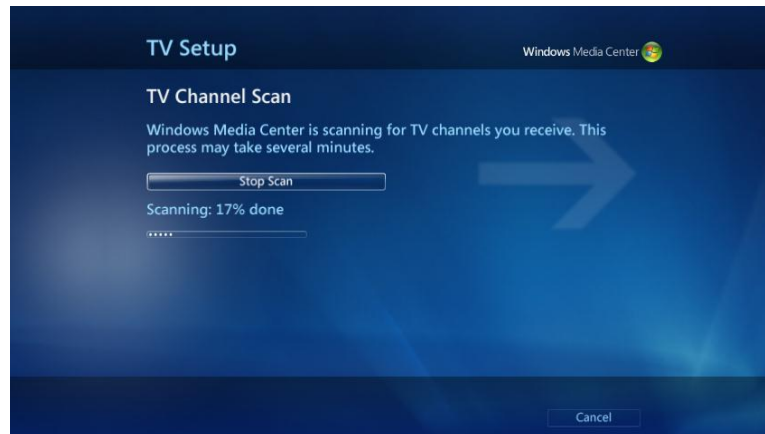 TV Setup
Windows Media Center
TV Channel Scan
Windows Media Center is scanning for TV channels you receive. This
process may take several minutes.
Stop Scan
Scanning: 17% done
Cancel